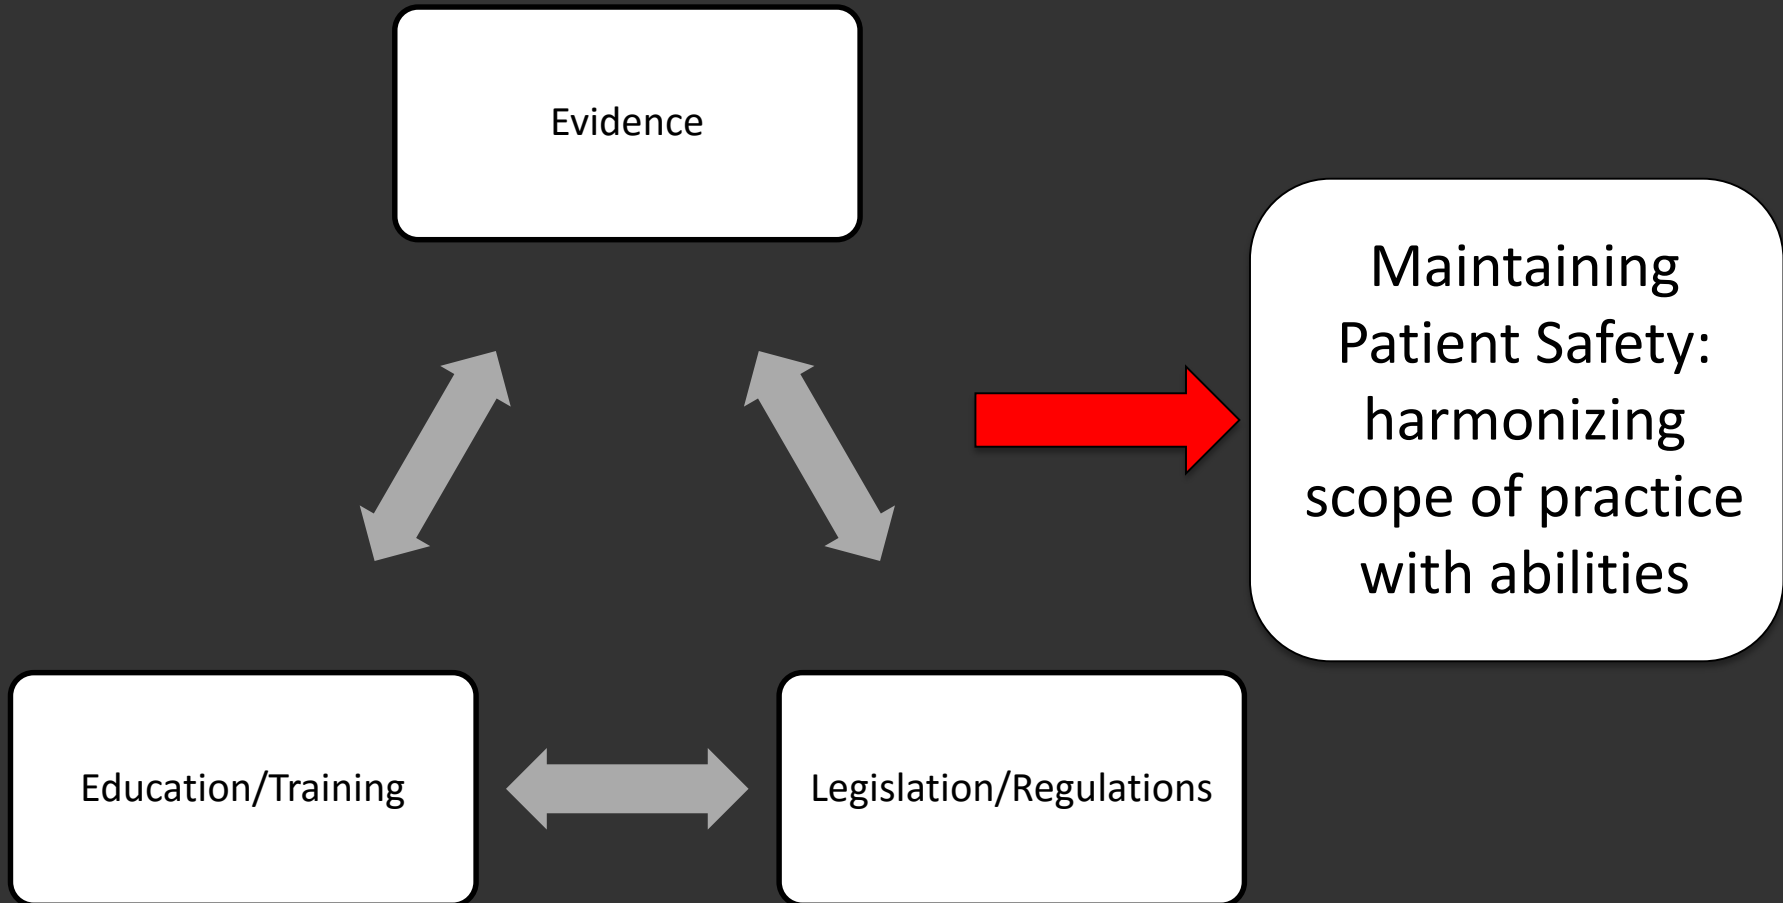 Evidence
Maintaining
Patient Safety:
harmonizing
scope of practice
with abilities
Education/Training
Legislation/Regulations